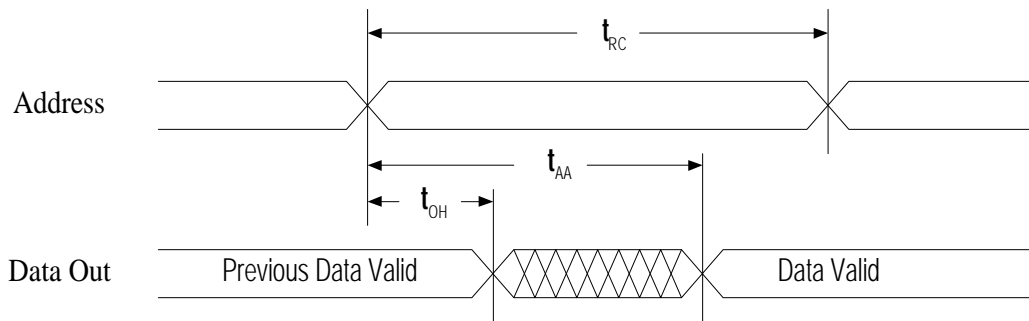 tRC
Address
tAA
tOH
Data Out
Previous Data Valid
Data Valid